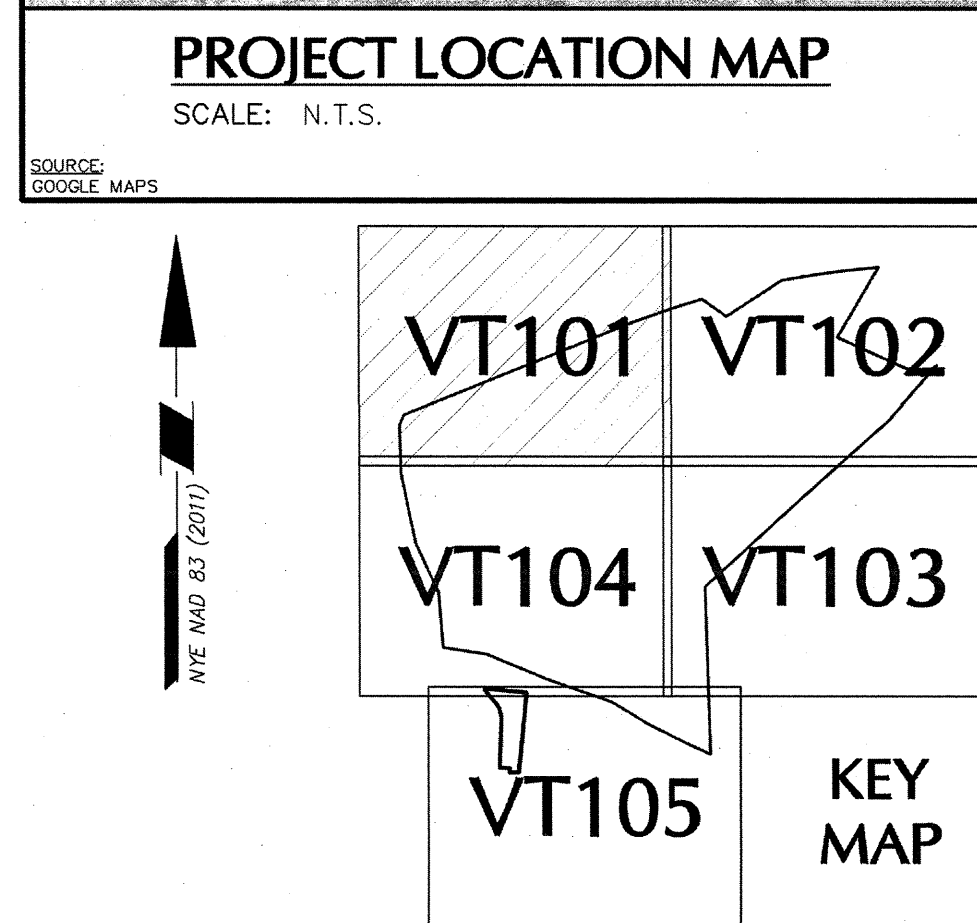 PROJECT LOCATION MAP
SCALE: N.T.S.
SOURCE:
GOOGLE MAPS
NYE NAD 83 (2011)
VT101
VT102
VT104
VT103
VT105
KEY
MAP